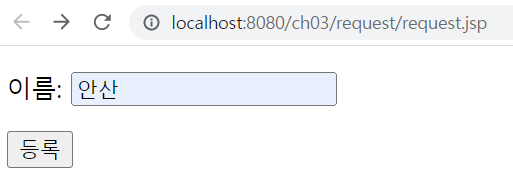 localhost:8080/ch03/request/request.jsp
이름: 안산
등록